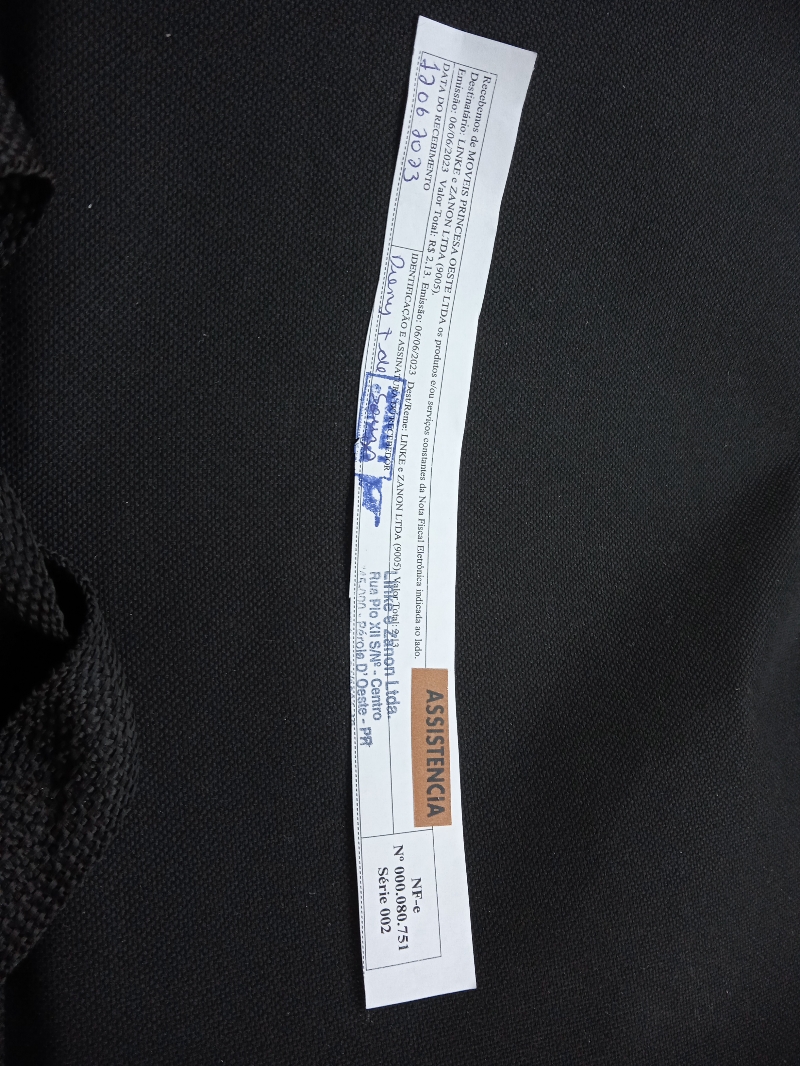 Recebemos de MOVEIS PRINCESA OESTE LTDA os produtos e/ou serviços constantes da Nota Fiscal Eletrônica indicada ao lado.
Destinatário: LINKE e ZANON LTDA (9005).
Emissão: 06/06/2023 Valor Total: R$ 2,13. Emissão: 06/06/2023 Dest/Reme: LINKE e ZANON LTDA (9005) Valor Total: 2,13
ASSISTENCIA
DATA DO RECEBIMENTO
12 06 2023
IDENTIFICAÇÃO E ASSINATURA DO RECEBEDOR
de
Linke e Zanon Ltda.
Rua Pio XII S/Nº - Centro
Pérola D'Oeste - PR
NF-e
Nº 000.080.751
Série 002